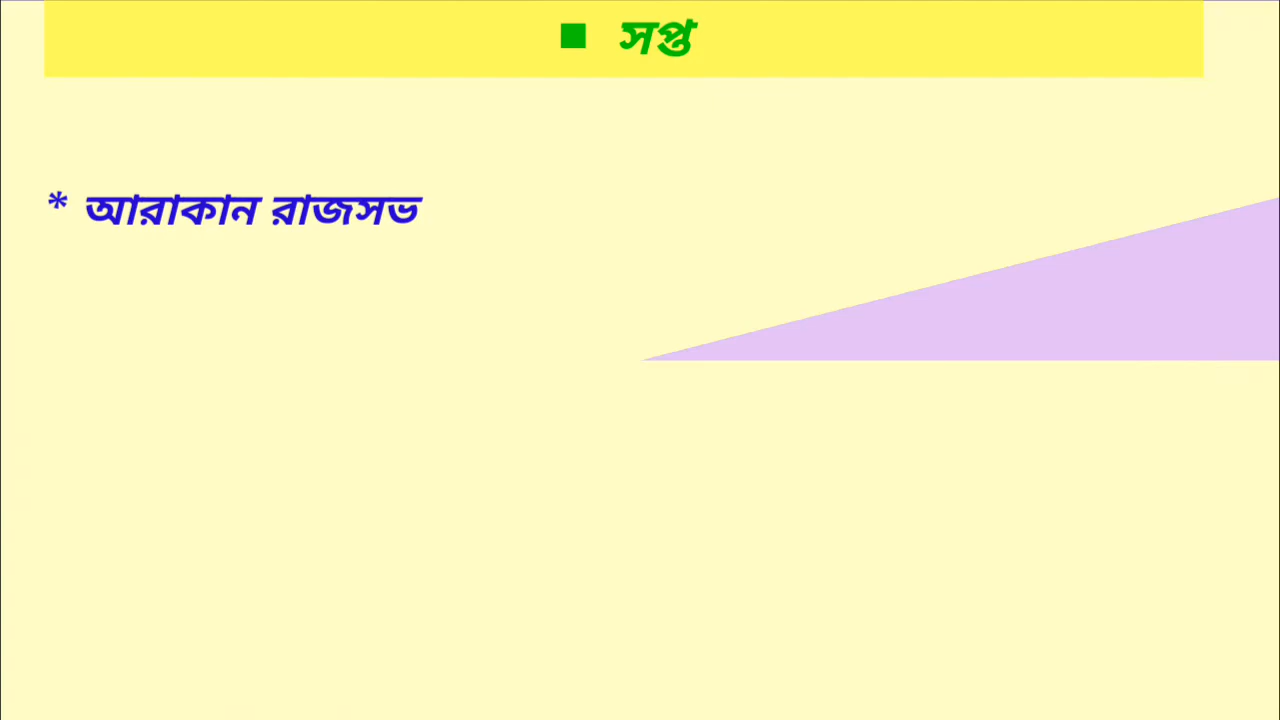 ■ সপ্ত
* আরাকান রাজসভ